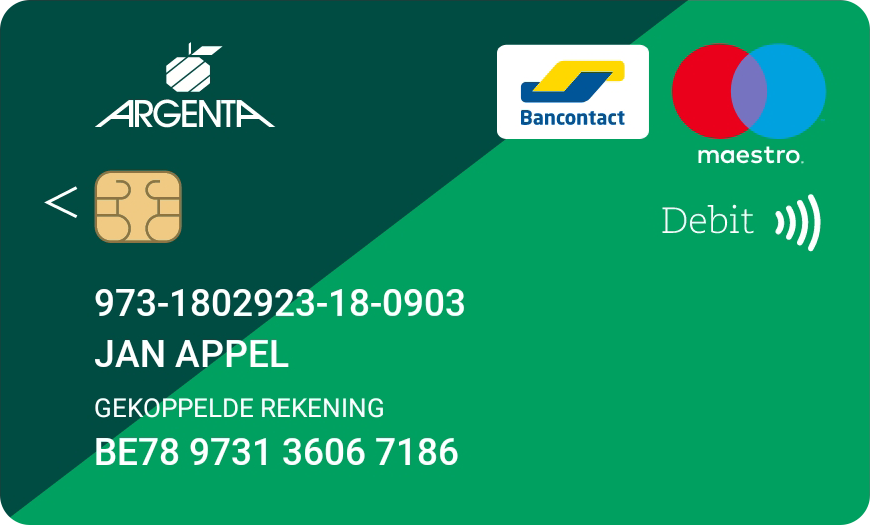 ARGENTA
Bancontact
maestro.
Debit
973-1802923-18-0903
JAN APPEL
GEKOPPELDE REKENING
BE78 9731 3606 7186